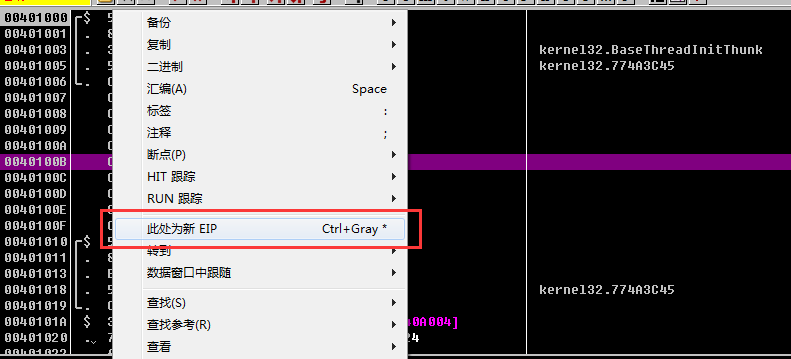 00401000 $ 5 备份
00401001 . 8
00401003 . 3 复制 kernel32.BaseThreadInitThunk
00401005 . 5 二进制 kernel32.774A3C45
00401006 .
00401007 汇编(A) Space
00401008 标签 :
00401009
0040100A 注释 ;
0040100B 断点(P)
0040100C HIT 跟踪
0040100D RUN 跟踪
0040100E
0040100F 此处为新 EIP Ctrl+Gray *
00401010 $ 5 转到
00401011 . 8
00401013 . 数据窗口中跟随
00401018 . 5 kernel32.774A3C45
00401019 . 查找(S)
0040101A $ 3 查找参考(R) 40A004]
00401020 . 7 查看 24
00401022